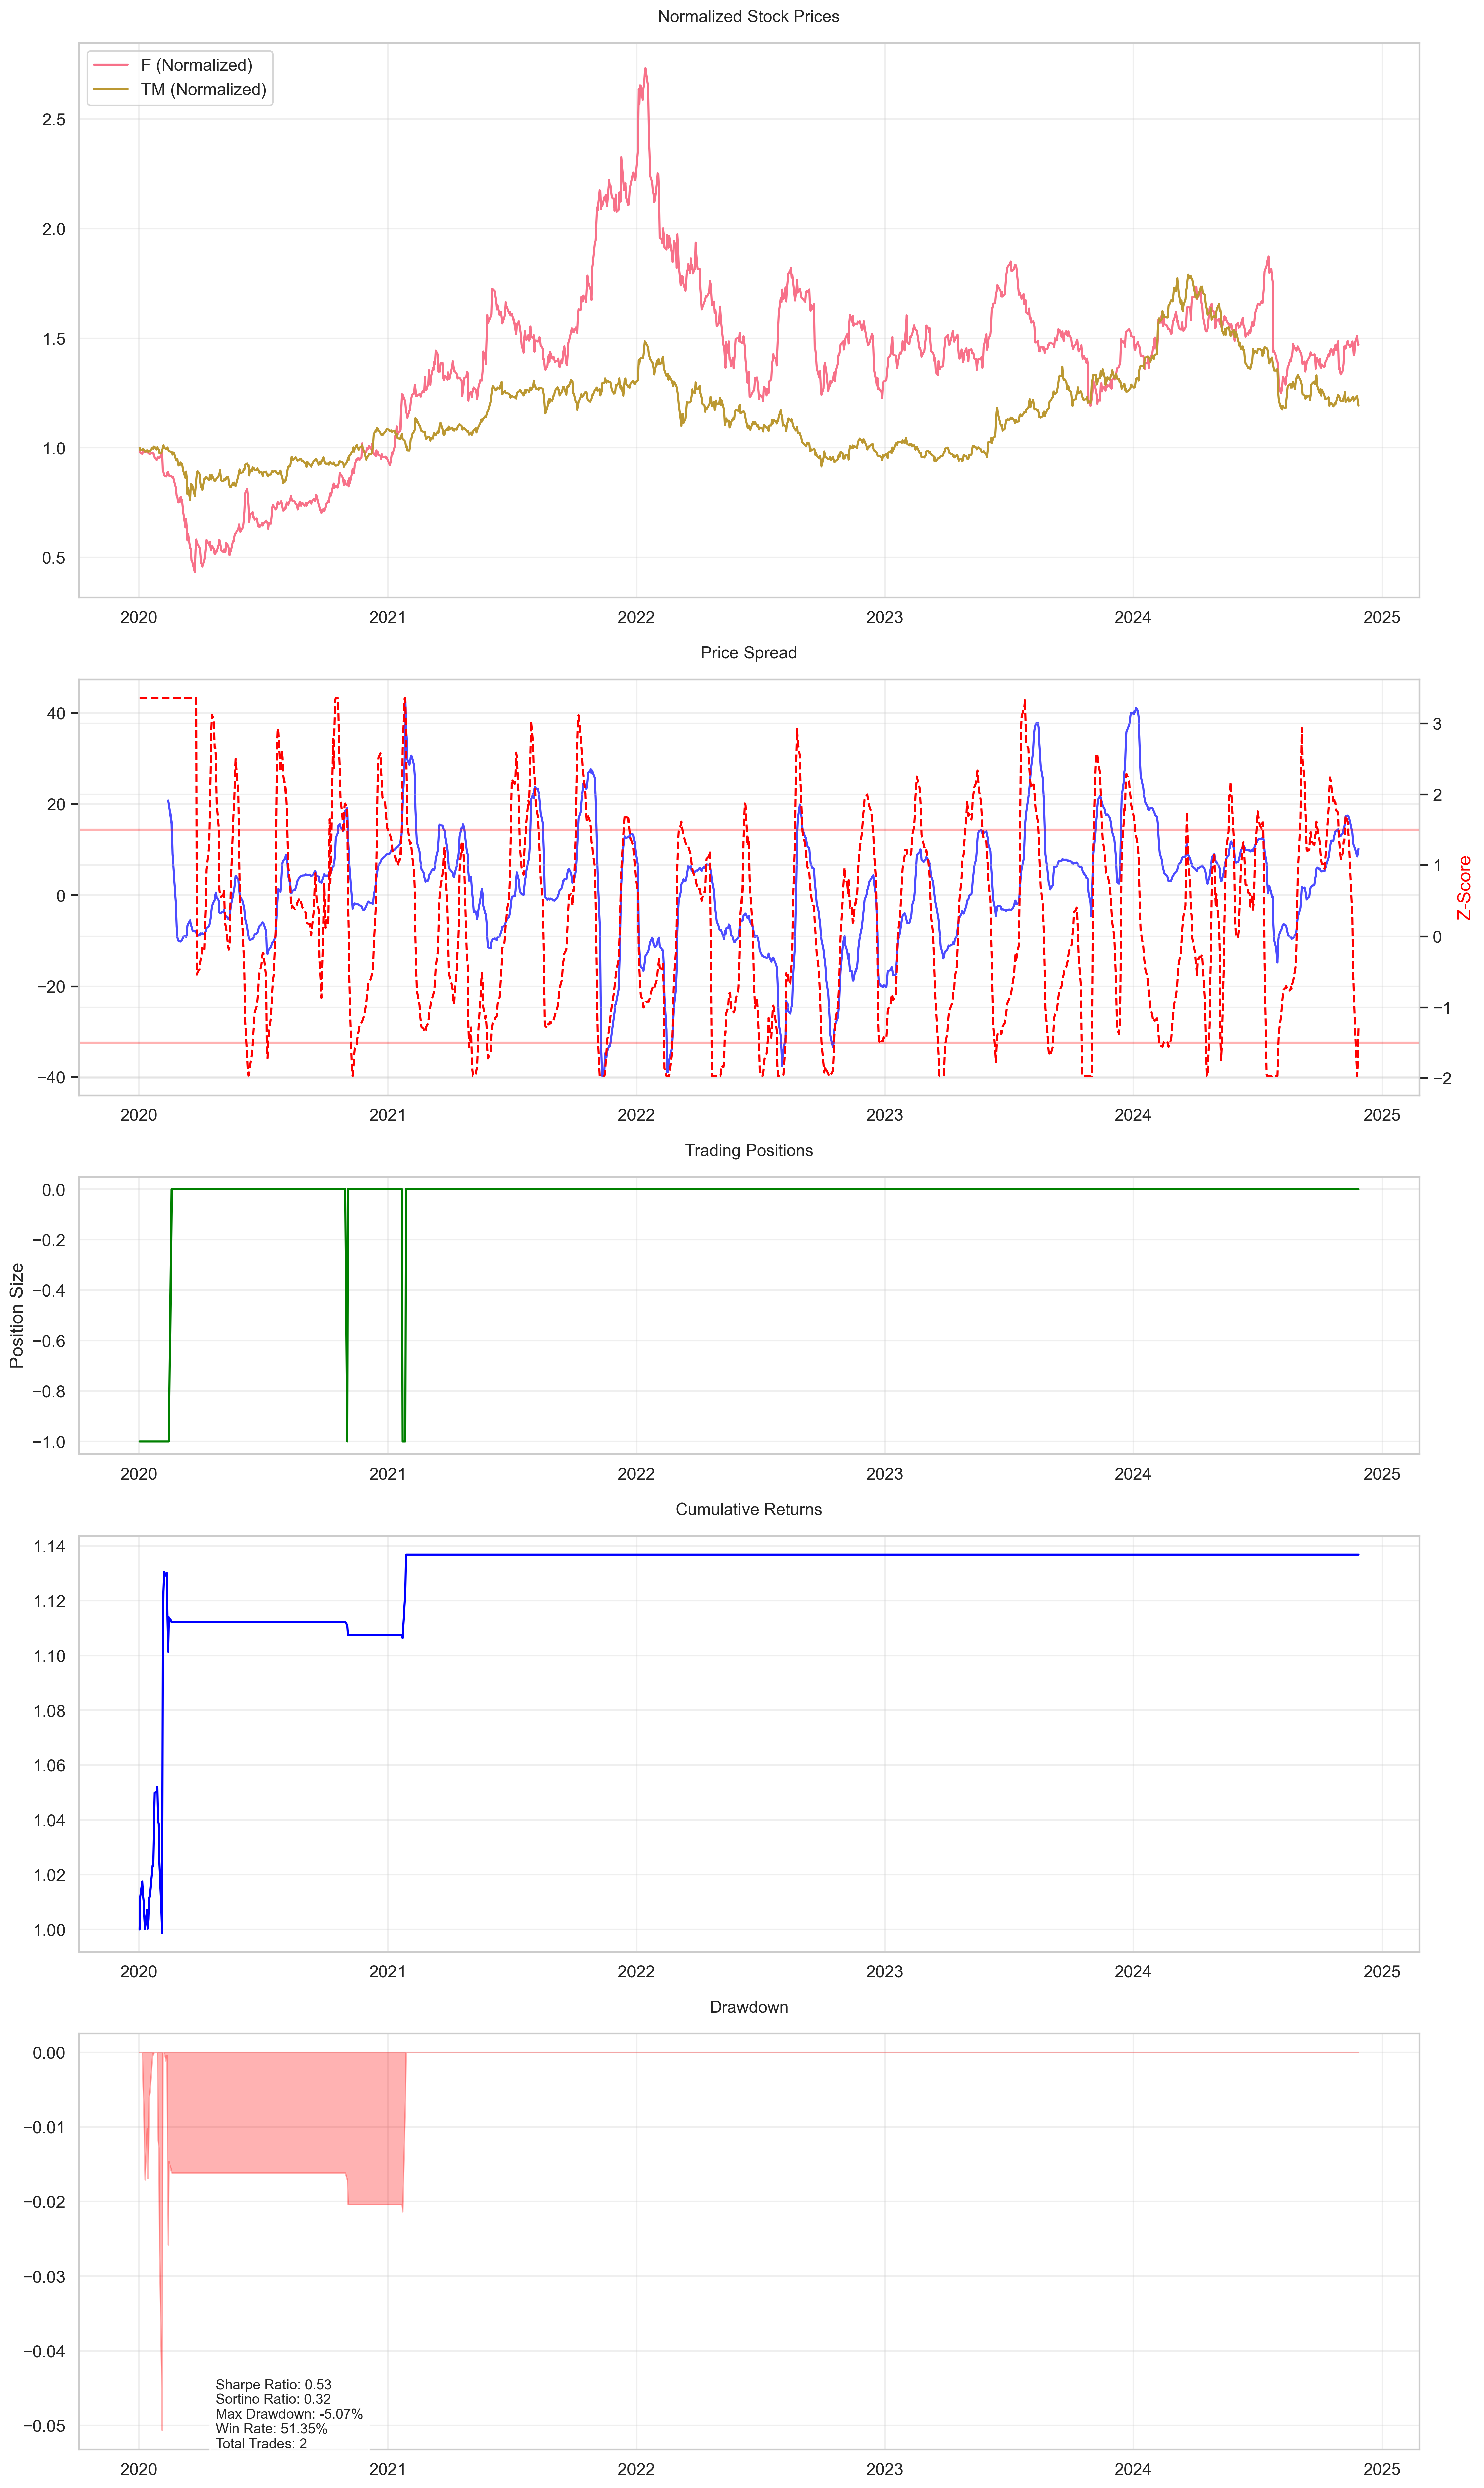 Normalized Stock Prices
F (Normalized)
TM (Normalized)
2.5
2.0
1.5
1.0
0.5
2020 2021 2022 2023 2024 2025
Price Spread
40
20
0
−20
−40
3
2
1
0
−1
−2
Z-Score
2020 2021 2022 2023 2024 2025
Trading Positions
Position Size
0.0
−0.2
−0.4
−0.6
−0.8
−1.0
2020 2021 2022 2023 2024 2025
Cumulative Returns
1.14
1.12
1.10
1.08
1.06
1.04
1.02
1.00
2020 2021 2022 2023 2024 2025
Drawdown
0.00
−0.01
−0.02
−0.03
−0.04
−0.05
Sharpe Ratio: 0.53
Sortino Ratio: 0.32
Max Drawdown: -5.07%
Win Rate: 51.35%
Total Trades: 2
2020 2021 2022 2023 2024 2025